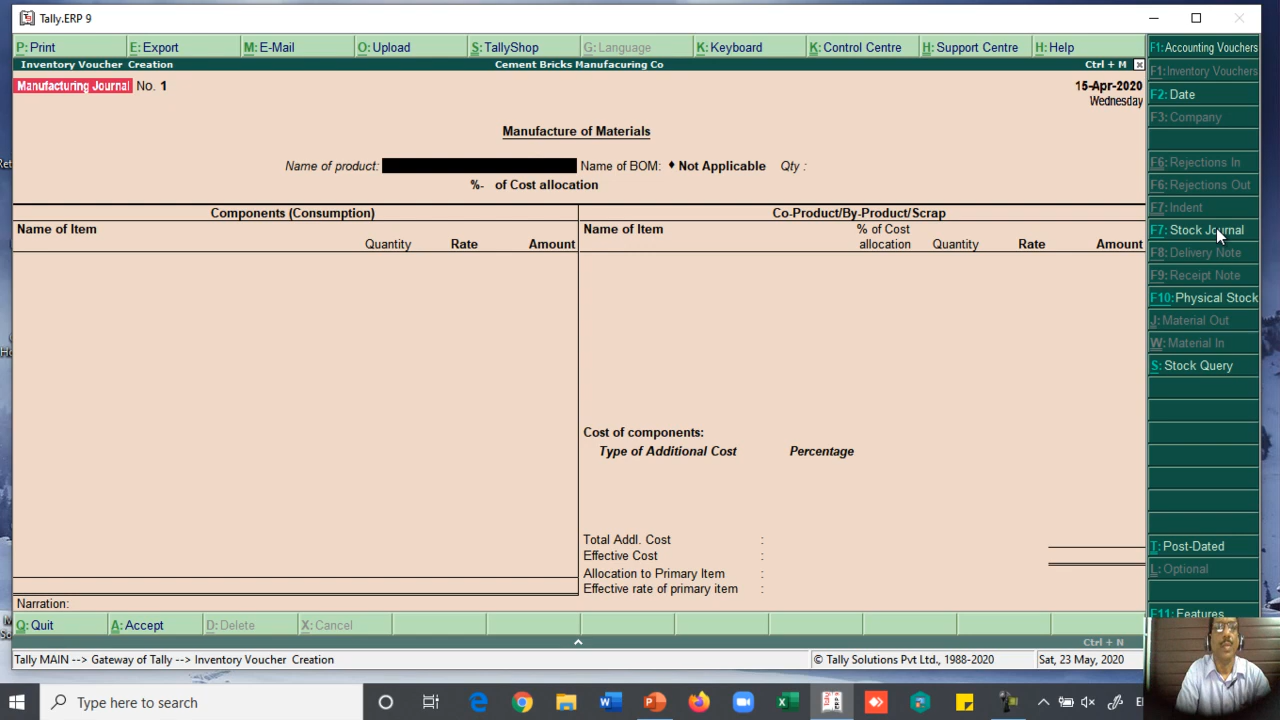 Tally.ERP 9
P: Print E: Export M: E-Mail O: Upload S: TallyShop G: Language K: Keyboard K: Control Centre H: Support Centre H: Help
Inventory Voucher Creation Cement Bricks Manufacuring Co Ctrl + M
Manufacturing Journal No. 1 15-Apr-2020
Wednesday
Manufacture of Materials
Name of product: Name of BOM: ♦ Not Applicable Qty :
%- of Cost allocation
Components (Consumption) Co-Product/By-Product/Scrap
Name of Item Quantity Rate Amount
Name of Item % of Cost allocation Quantity Rate Amount
Cost of components:
Type of Additional Cost Percentage
Total Addl. Cost :
Effective Cost :
Allocation to Primary Item :
Effective rate of primary item :
Narration:
F1: Accounting Vouchers
F1: Inventory Vouchers
F2: Date
F3: Company
F6: Rejections In
F6: Rejections Out
F7: Indent
F7: Stock Journal
F8: Delivery Note
F9: Receipt Note
F10: Physical Stock
J: Material Out
W: Material In
S: Stock Query
T: Post-Dated
L: Optional
F11: Features
Q: Quit A: Accept D: Delete X: Cancel
Ctrl + N
Tally MAIN --> Gateway of Tally --> Inventory Voucher Creation © Tally Solutions Pvt Ltd., 1988-2020 Sat, 23 May, 2020
Type here to search